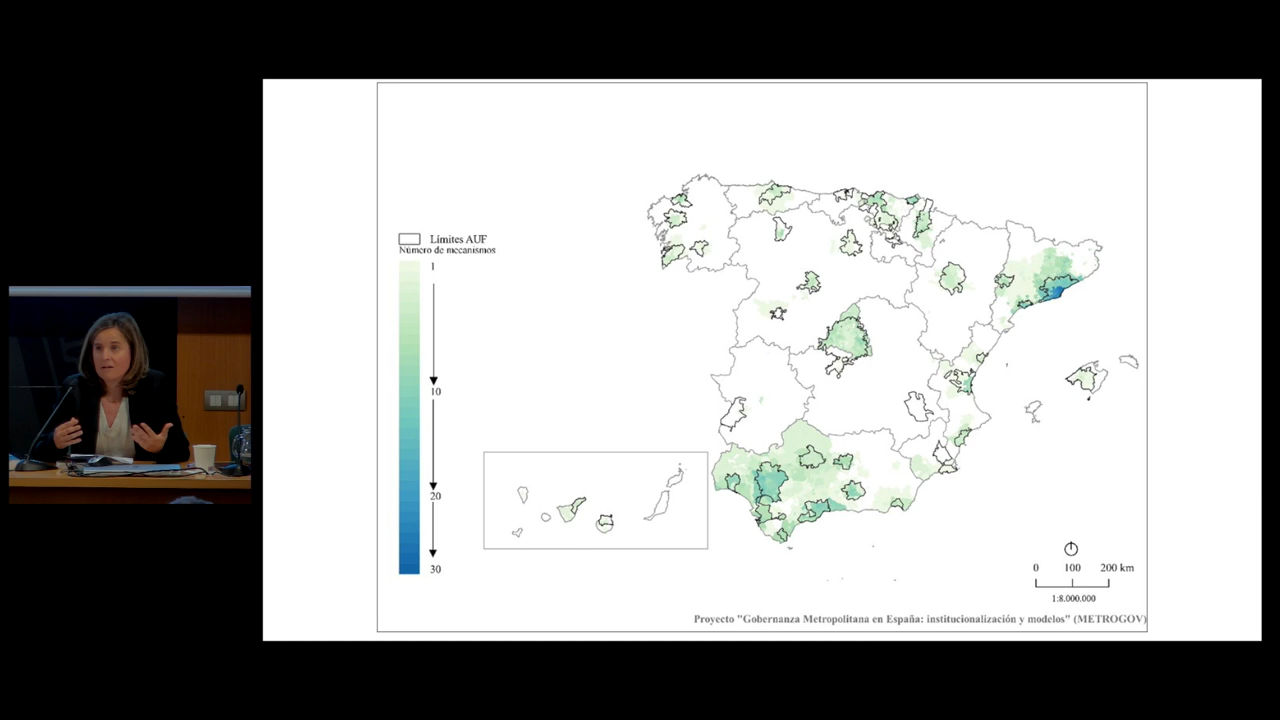 Límites AUF
Número de mecanismos
1
10
20
30
0 100 200 km
1:8.000.000
Proyecto "Gobernanza Metropolitana en España: institucionalización y modelos" (METROGOV)